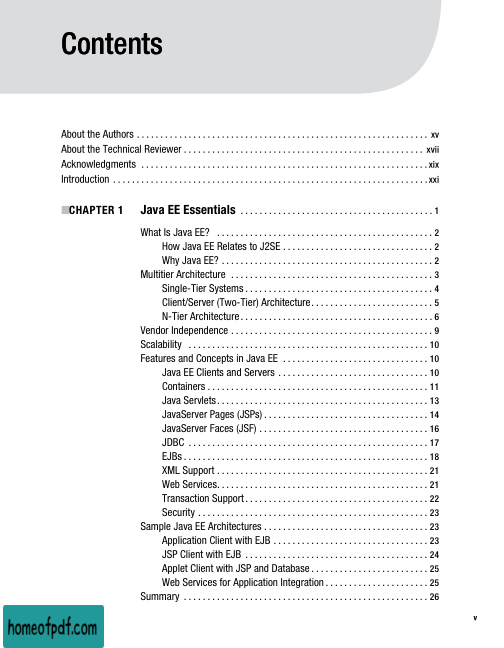 Contents
About the Authors . . . . . . . . . . . . . . . . . . . . . . . . . . . . . . . . . . . . . . . . . . . . . . . . . . . . . . . . . . . . . . xv
About the Technical Reviewer . . . . . . . . . . . . . . . . . . . . . . . . . . . . . . . . . . . . . . . . . . . . . . . . . . . xvii
Acknowledgments . . . . . . . . . . . . . . . . . . . . . . . . . . . . . . . . . . . . . . . . . . . . . . . . . . . . . . . . . . . . . xix
Introduction . . . . . . . . . . . . . . . . . . . . . . . . . . . . . . . . . . . . . . . . . . . . . . . . . . . . . . . . . . . . . . . . . . . xxi
■CHAPTER 1 Java EE Essentials . . . . . . . . . . . . . . . . . . . . . . . . . . . . . . . . . . . . . . . . . 1
What Is Java EE? . . . . . . . . . . . . . . . . . . . . . . . . . . . . . . . . . . . . . . . . . . . . . . 2
How Java EE Relates to J2SE . . . . . . . . . . . . . . . . . . . . . . . . . . . . . . . . 2
Why Java EE? . . . . . . . . . . . . . . . . . . . . . . . . . . . . . . . . . . . . . . . . . . . . . 2
Multitier Architecture . . . . . . . . . . . . . . . . . . . . . . . . . . . . . . . . . . . . . . . . . . . 3
Single-Tier Systems . . . . . . . . . . . . . . . . . . . . . . . . . . . . . . . . . . . . . . . . 4
Client/Server (Two-Tier) Architecture . . . . . . . . . . . . . . . . . . . . . . . . . . 5
N-Tier Architecture . . . . . . . . . . . . . . . . . . . . . . . . . . . . . . . . . . . . . . . . . 6
Vendor Independence . . . . . . . . . . . . . . . . . . . . . . . . . . . . . . . . . . . . . . . . . . . 9
Scalability . . . . . . . . . . . . . . . . . . . . . . . . . . . . . . . . . . . . . . . . . . . . . . . . . . . 10
Features and Concepts in Java EE . . . . . . . . . . . . . . . . . . . . . . . . . . . . . . . 10
Java EE Clients and Servers . . . . . . . . . . . . . . . . . . . . . . . . . . . . . . . . 10
Containers . . . . . . . . . . . . . . . . . . . . . . . . . . . . . . . . . . . . . . . . . . . . . . . 11
Java Servlets . . . . . . . . . . . . . . . . . . . . . . . . . . . . . . . . . . . . . . . . . . . . . 13
JavaServer Pages (JSPs) . . . . . . . . . . . . . . . . . . . . . . . . . . . . . . . . . . . 14
JavaServer Faces (JSF) . . . . . . . . . . . . . . . . . . . . . . . . . . . . . . . . . . . . 16
JDBC . . . . . . . . . . . . . . . . . . . . . . . . . . . . . . . . . . . . . . . . . . . . . . . . . . . 17
EJBs . . . . . . . . . . . . . . . . . . . . . . . . . . . . . . . . . . . . . . . . . . . . . . . . . . . . 18
XML Support . . . . . . . . . . . . . . . . . . . . . . . . . . . . . . . . . . . . . . . . . . . . . 21
Web Services. . . . . . . . . . . . . . . . . . . . . . . . . . . . . . . . . . . . . . . . . . . . . 21
Transaction Support . . . . . . . . . . . . . . . . . . . . . . . . . . . . . . . . . . . . . . . 22
Security . . . . . . . . . . . . . . . . . . . . . . . . . . . . . . . . . . . . . . . . . . . . . . . . . 23
Sample Java EE Architectures . . . . . . . . . . . . . . . . . . . . . . . . . . . . . . . . . . . 23
Application Client with EJB . . . . . . . . . . . . . . . . . . . . . . . . . . . . . . . . . 23
JSP Client with EJB . . . . . . . . . . . . . . . . . . . . . . . . . . . . . . . . . . . . . . . 24
Applet Client with JSP and Database . . . . . . . . . . . . . . . . . . . . . . . . . 25
Web Services for Application Integration . . . . . . . . . . . . . . . . . . . . . . 25
Summary . . . . . . . . . . . . . . . . . . . . . . . . . . . . . . . . . . . . . . . . . . . . . . . . . . . . 26
v
homeofpdf.com